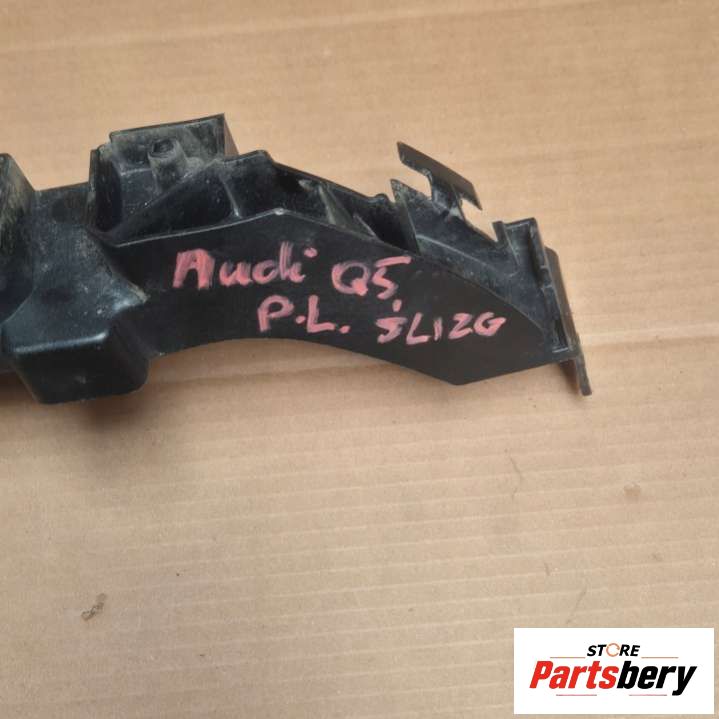 Audi Q5
P.L. ŚLIZG
STORE
Partsbery